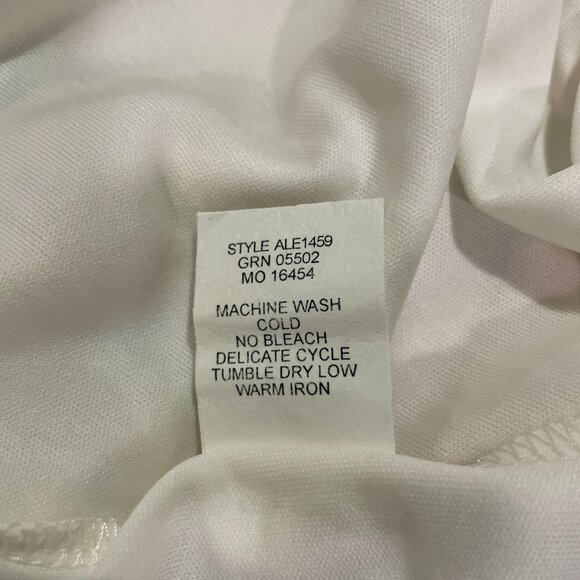 STYLE ALE1459
GRN 05502
MO 16454
MACHINE WASH
COLD
NO BLEACH
DELICATE CYCLE
TUMBLE DRY LOW
WARM IRON